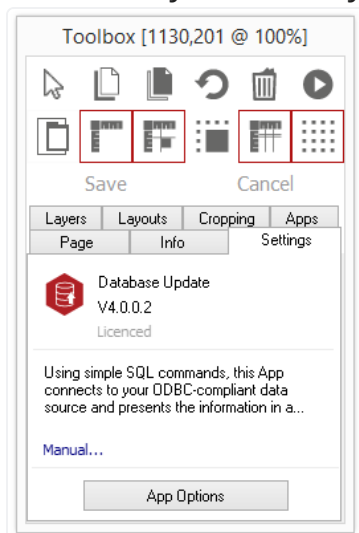 Toolbox [1130,201 @ 100%]
Save Cancel
Layers Layouts Cropping Apps
Page Info Settings
Database Update
V4.0.0.2
Licenced
Using simple SQL commands, this App
connects to your ODBC-compliant data
source and presents the information in a...
Manual...
App Options